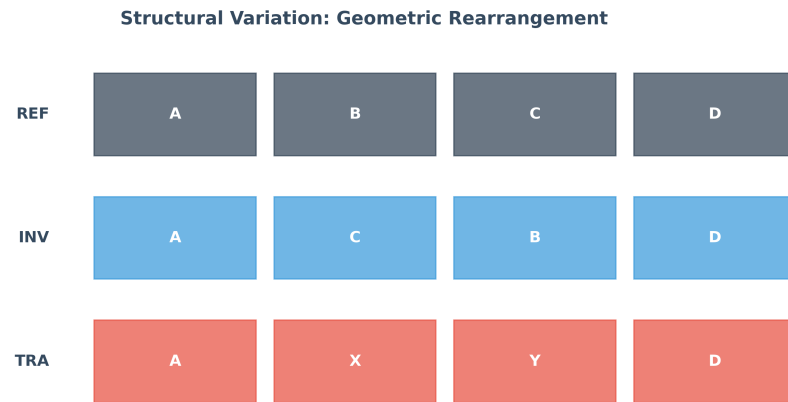 Structural Variation: Geometric Rearrangement
REF A B C D
INV A C B D
TRA A X Y D